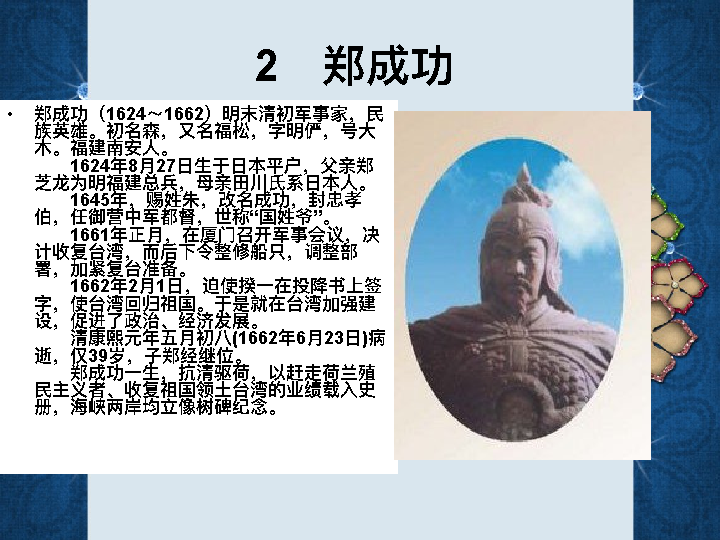 2 郑成功
• 郑成功（1624～1662）明末清初军事家，民
族英雄。初名森，又名福松，字明俨，号大
木。福建南安人。
1624年8月27日生于日本平户，父亲郑
芝龙为明福建总兵，母亲田川氏系日本人。
1645年，赐姓朱，改名成功，封忠孝
伯，任御营中军都督，世称“国姓爷”。
1661年正月，在厦门召开军事会议，决
计收复台湾，而后下令整修船只，调整部
署，加紧复台准备。
1662年2月1日，迫使揆一在投降书上签
字，使台湾回归祖国。于是就在台湾加强建
设，促进了政治、经济发展。
清康熙元年五月初八(1662年6月23日)病
逝，仅39岁，子郑经继位。
郑成功一生，抗清驱荷，以赶走荷兰殖
民主义者、收复祖国领土台湾的业绩载入史
册，海峡两岸均立像树碑纪念。